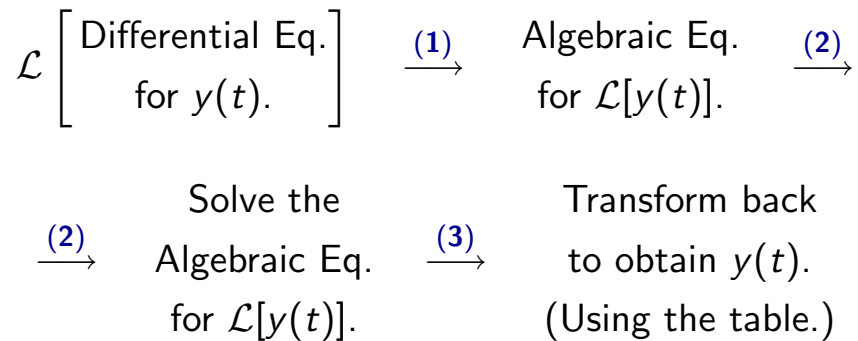 ℒ [Differential Eq. for y(t).] (1)⟶ Algebraic Eq. for ℒ[y(t)]. (2)⟶
(2)⟶ Solve the Algebraic Eq. for ℒ[y(t)]. (3)⟶ Transform back to obtain y(t). (Using the table.)